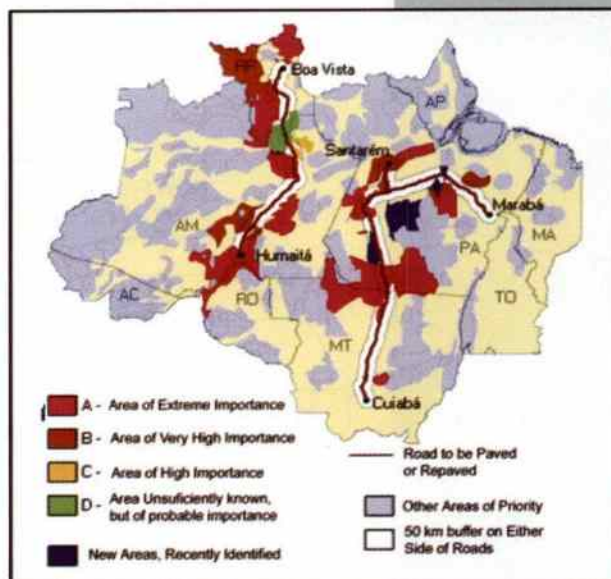 RR
Boa Vista
AP
Santarém
Marabá
AM
PA
MA
Humaitá
AC
RO
TO
MT
Cuiabá
A - Area of Extreme Importance
B - Area of Very High Importance
C - Area of High Importance
D - Area Unsuficiently known,
but of probable importance
New Areas, Recently Identified
Road to be Paved
or Repaved
Other Areas of Priority
50 km buffer on Either
Side of Roads